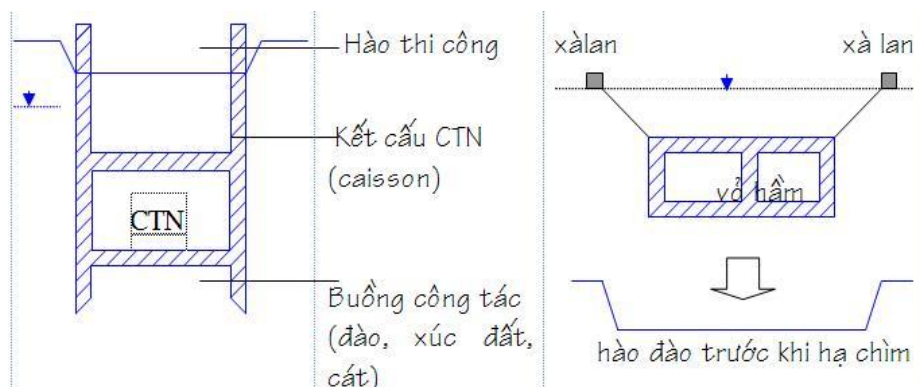 Hào thi công
Kết cấu CTN
(caisson)
CTN
Buồng công tác
(đào, xúc đất,
cát)
xàlan
xà lan
vỏ hầm
hào đào trước khi hạ chìm